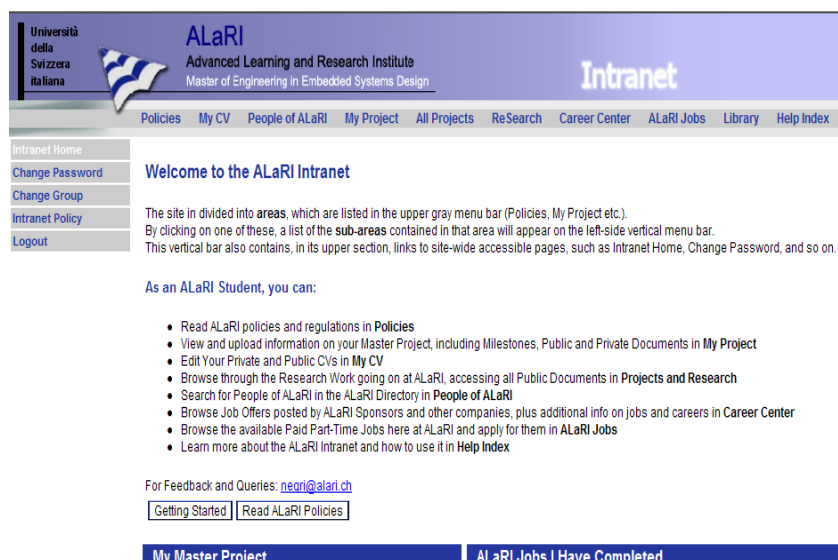 Università
della
Svizzera
italiana
ALaRI
Advanced Learning and Research Institute
Master of Engineering in Embedded Systems Design
Intranet
Policies My CV People of ALaRI My Project All Projects ReSearch Career Center ALaRI Jobs Library Help Index
Intranet Home
Change Password
Change Group
Intranet Policy
Logout
Welcome to the ALaRI Intranet
The site in divided into areas, which are listed in the upper gray menu bar (Policies, My Project etc.).
By clicking on one of these, a list of the sub-areas contained in that area will appear on the left-side vertical menu bar.
This vertical bar also contains, in its upper section, links to site-wide accessible pages, such as Intranet Home, Change Password, and so on.
As an ALaRI Student, you can:
Read ALaRI policies and regulations in Policies
View and upload information on your Master Project, including Milestones, Public and Private Documents in My Project
Edit Your Private and Public CVs in My CV
Browse through the Research Work going on at ALaRI, accessing all Public Documents in Projects and Research
Search for People of ALaRI in the ALaRI Directory in People of ALaRI
Browse Job Offers posted by ALaRI Sponsors and other companies, plus additional info on jobs and careers in Career Center
Browse the available Paid Part-Time Jobs here at ALaRI and apply for them in ALaRI Jobs
Learn more about the ALaRI Intranet and how to use it in Help Index
For Feedback and Queries: negri@alari.ch
Getting Started Read ALaRI Policies
My Master Project ALaRI Jobs I Have Completed